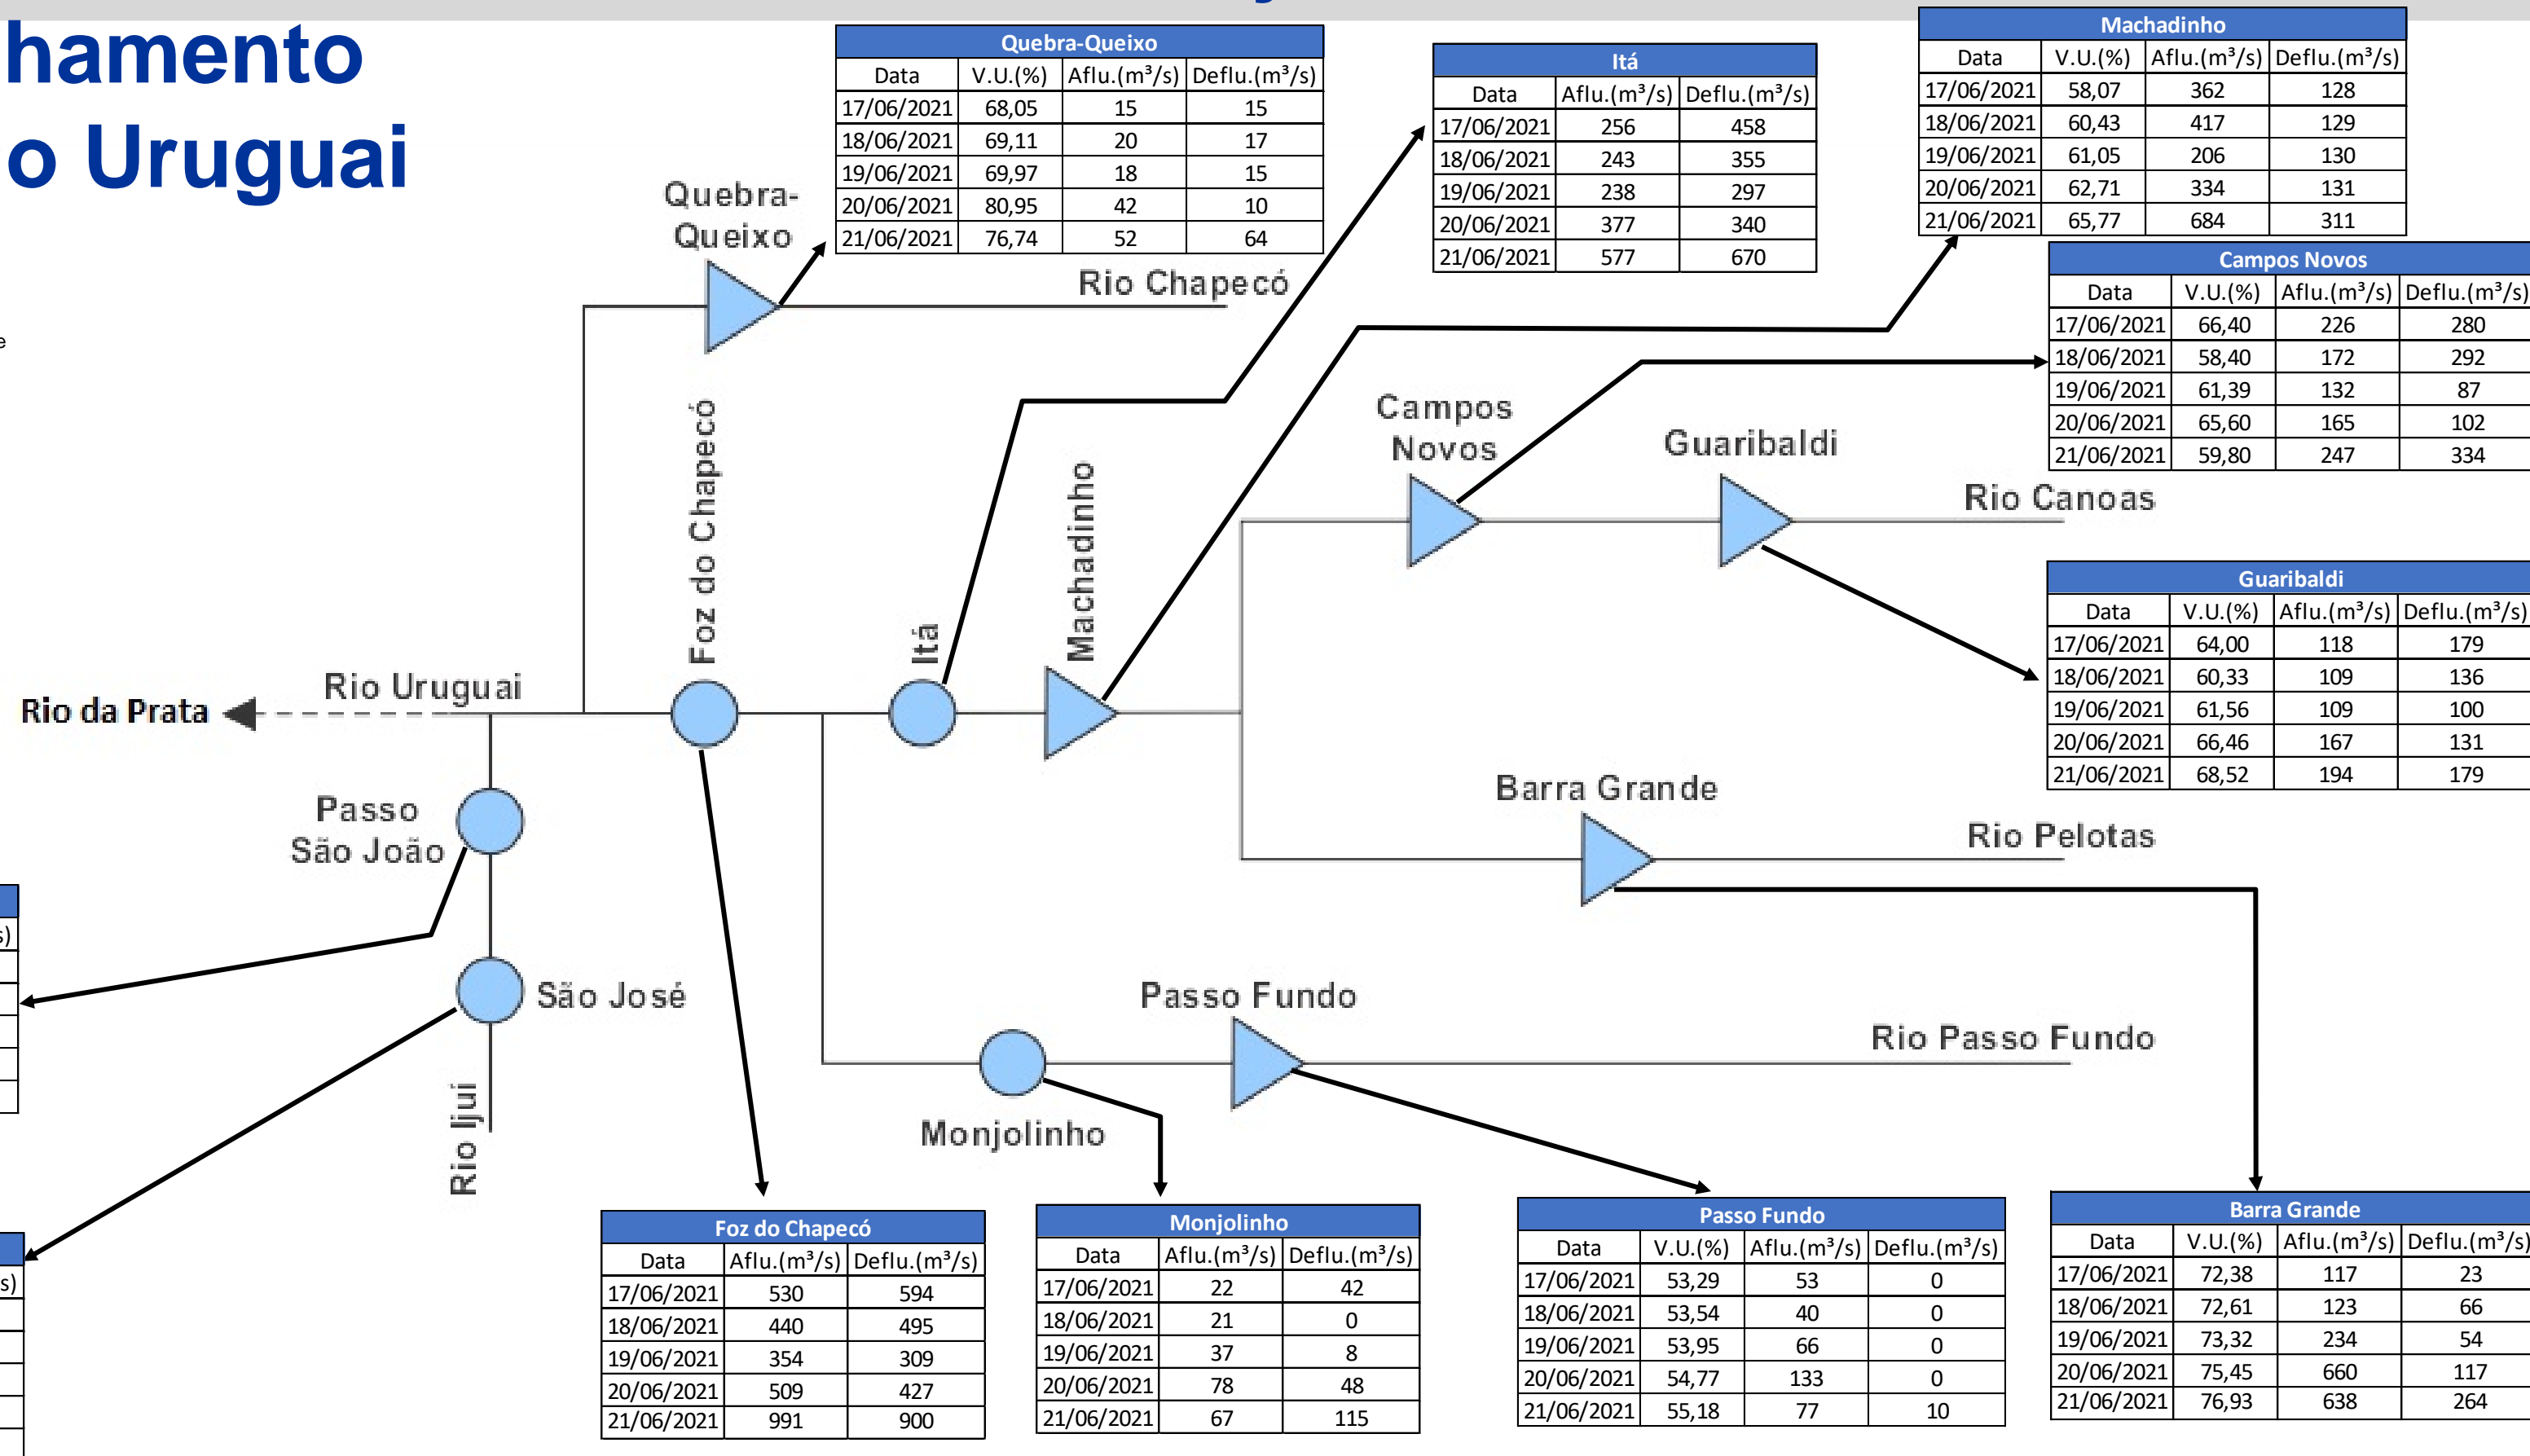 hamento
o Uruguai
e
Quebra-Queixo
Data V.U.(%) Aflu.(m³/s) Deflu.(m³/s)
17/06/2021 68,05 15 15
18/06/2021 69,11 20 17
19/06/2021 69,97 18 15
20/06/2021 80,95 42 10
21/06/2021 76,74 52 64
Itá
Data Aflu.(m³/s) Deflu.(m³/s)
17/06/2021 256 458
18/06/2021 243 355
19/06/2021 238 297
20/06/2021 377 340
21/06/2021 577 670
Machadinho
Data V.U.(%) Aflu.(m³/s) Deflu.(m³/s)
17/06/2021 58,07 362 128
18/06/2021 60,43 417 129
19/06/2021 61,05 206 130
20/06/2021 62,71 334 131
21/06/2021 65,77 684 311
Campos Novos
Data V.U.(%) Aflu.(m³/s) Deflu.(m³/s)
17/06/2021 66,40 226 280
18/06/2021 58,40 172 292
19/06/2021 61,39 132 87
20/06/2021 65,60 165 102
21/06/2021 59,80 247 334
Quebra-
Queixo
Rio Chapecó
Foz do Chapecó
Itá
Machadinho
Campos
Novos
Guaribaldi
Rio Canoas
Guaribaldi
Data V.U.(%) Aflu.(m³/s) Deflu.(m³/s)
17/06/2021 64,00 118 179
18/06/2021 60,33 109 136
19/06/2021 61,56 109 100
20/06/2021 66,46 167 131
21/06/2021 68,52 194 179
Rio da Prata
Rio Uruguai
Passo
São João
São José
Rio Ijui
Barra Grande
Rio Pelotas
Passo Fundo
Rio Passo Fundo
Monjolinho
s)
s)
Foz do Chapecó
Data Aflu.(m³/s) Deflu.(m³/s)
17/06/2021 530 594
18/06/2021 440 495
19/06/2021 354 309
20/06/2021 509 427
21/06/2021 991 900
Monjolinho
Data Aflu.(m³/s) Deflu.(m³/s)
17/06/2021 22 42
18/06/2021 21 0
19/06/2021 37 8
20/06/2021 78 48
21/06/2021 67 115
Passo Fundo
Data V.U.(%) Aflu.(m³/s) Deflu.(m³/s)
17/06/2021 53,29 53 0
18/06/2021 53,54 40 0
19/06/2021 53,95 66 0
20/06/2021 54,77 133 0
21/06/2021 55,18 77 10
Barra Grande
Data V.U.(%) Aflu.(m³/s) Deflu.(m³/s)
17/06/2021 72,38 117 23
18/06/2021 72,61 123 66
19/06/2021 73,32 234 54
20/06/2021 75,45 660 117
21/06/2021 76,93 638 264